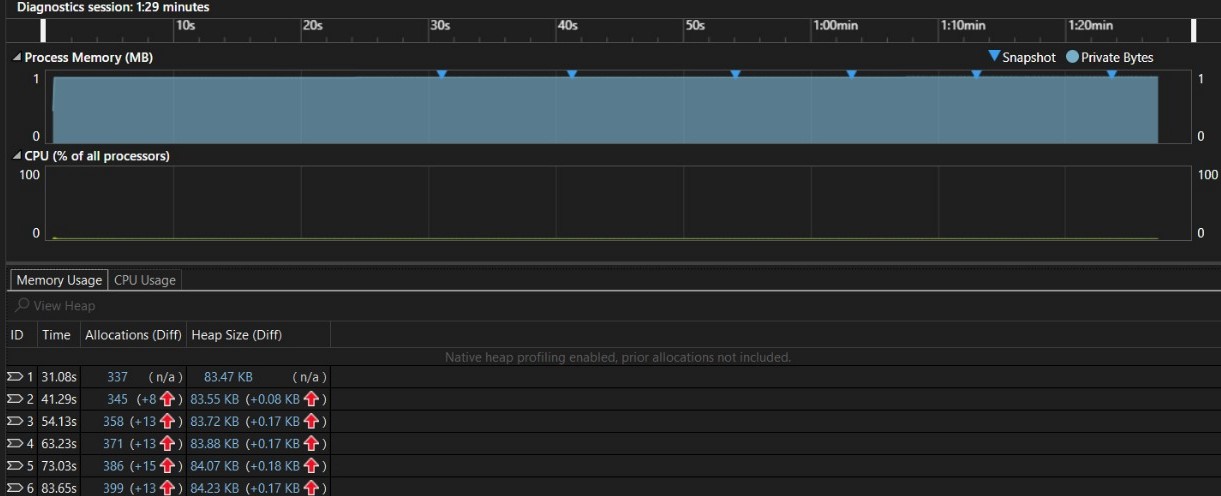 Diagnostics session: 1:29 minutes
10s 20s 30s 40s 50s 1:00min 1:10min 1:20min
Process Memory (MB) Snapshot Private Bytes
1 1
0 0
CPU (% of all processors)
100 100
0 0
Memory Usage CPU Usage
View Heap
ID Time Allocations (Diff) Heap Size (Diff)
Native heap profiling enabled, prior allocations not included.
1 31.08s 337 (n/a) 83.47 KB (n/a)
2 41.29s 345 (+8) 83.55 KB (+0.08 KB)
3 54.13s 358 (+13) 83.72 KB (+0.17 KB)
4 63.23s 371 (+13) 83.88 KB (+0.17 KB)
5 73.03s 386 (+15) 84.07 KB (+0.18 KB)
6 83.65s 399 (+13) 84.23 KB (+0.17 KB)